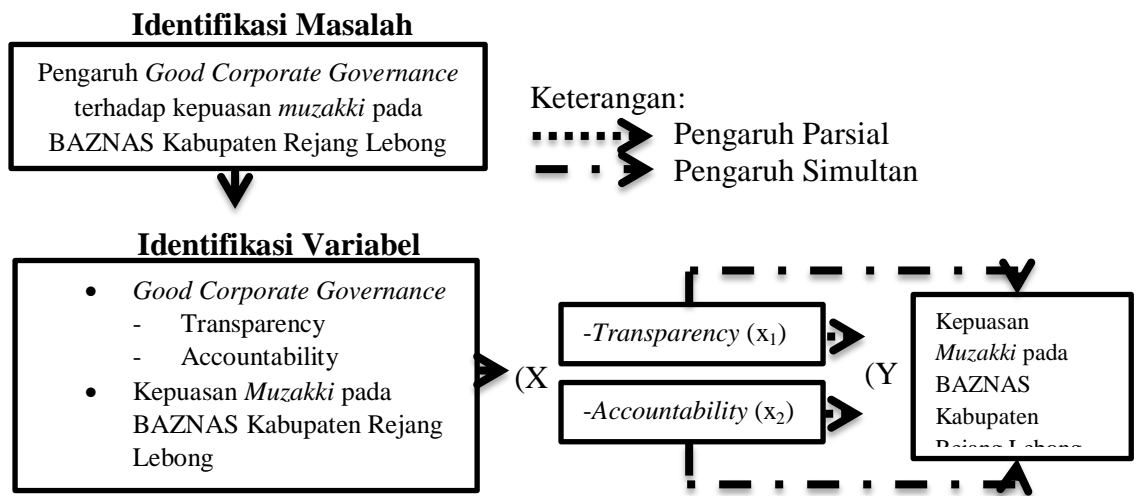 Identifikasi Masalah
Pengaruh Good Corporate Governance
terhadap kepuasan muzakki pada
BAZNAS Kabupaten Rejang Lebong
Keterangan:
Pengaruh Parsial
Pengaruh Simultan
Identifikasi Variabel
• Good Corporate Governance
- Transparency
- Accountability
• Kepuasan Muzakki pada
BAZNAS Kabupaten Rejang
Lebong
(X
-Transparency (x₁)
-Accountability (x₂)
(Y
Kepuasan
Muzakki pada
BAZNAS
Kabupaten
Rejang Lebong